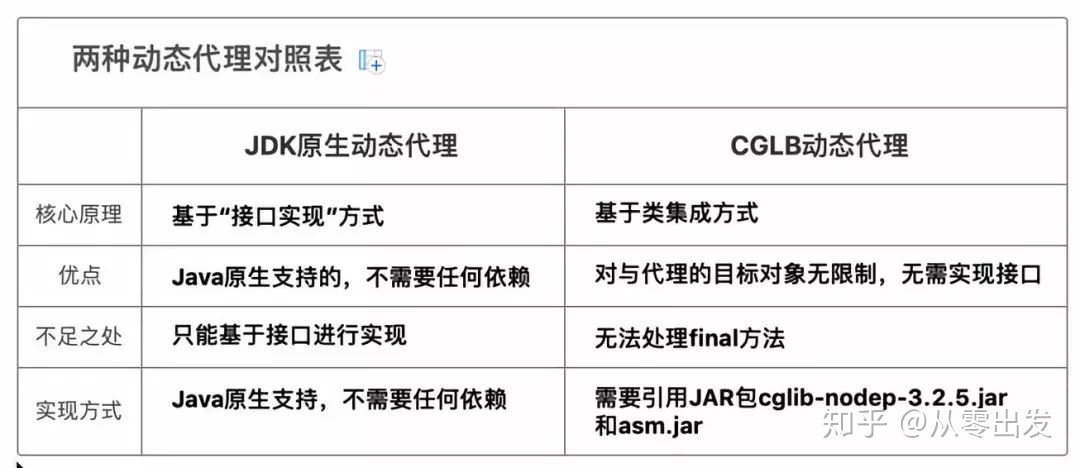 两种动态代理对照表
JDK原生动态代理
CGLB动态代理
核心原理
基于“接口实现”方式
基于类集成方式
优点
Java原生支持的，不需要任何依赖
对与代理的目标对象无限制，无需实现接口
不足之处
只能基于接口进行实现
无法处理final方法
实现方式
Java原生支持，不需要任何依赖
需要引用JAR包cglib-nodep-3.2.5.jar
和asm.jar
知乎 @从零出发